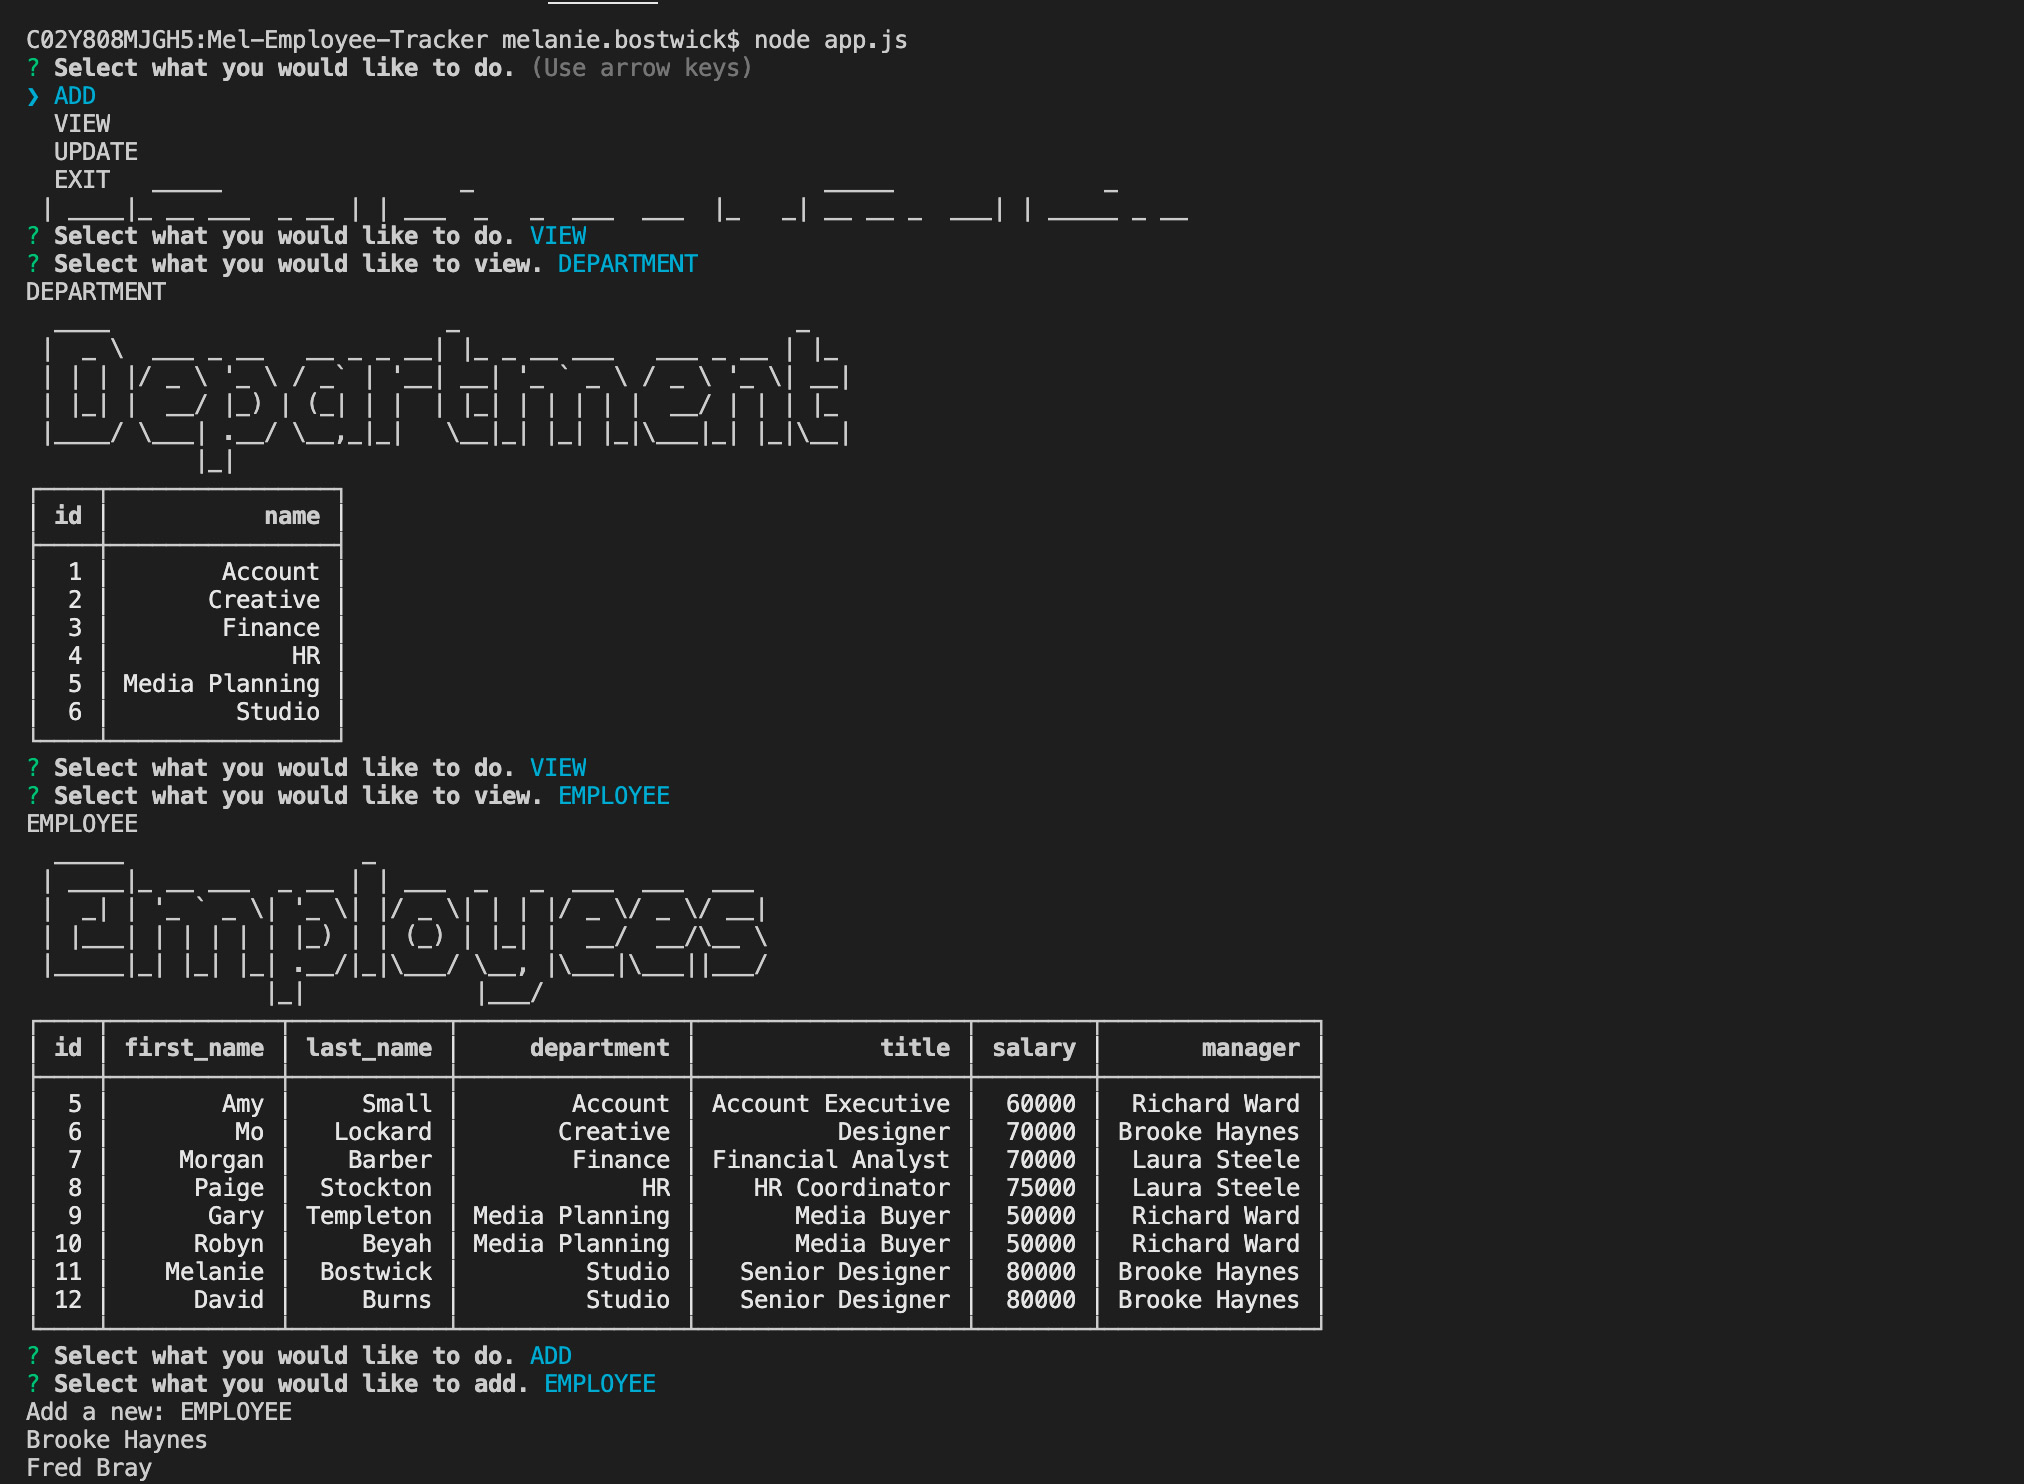 C02Y808MJGH5:Mel-Employee-Tracker melanie.bostwick$ node app.js
? Select what you would like to do. (Use arrow keys)
❯ ADD
VIEW
UPDATE
EXIT
? Select what you would like to do. VIEW
? Select what you would like to view. DEPARTMENT
DEPARTMENT
Department
id name
1 Account
2 Creative
3 Finance
4 HR
5 Media Planning
6 Studio
? Select what you would like to do. VIEW
? Select what you would like to view. EMPLOYEE
EMPLOYEE
Employees
id first_name last_name department title salary manager
5 Amy Small Account Account Executive 60000 Richard Ward
6 Mo Lockard Creative Designer 70000 Brooke Haynes
7 Morgan Barber Finance Financial Analyst 70000 Laura Steele
8 Paige Stockton HR HR Coordinator 75000 Laura Steele
9 Gary Templeton Media Planning Media Buyer 50000 Richard Ward
10 Robyn Beyah Media Planning Media Buyer 50000 Richard Ward
11 Melanie Bostwick Studio Senior Designer 80000 Brooke Haynes
12 David Burns Studio Senior Designer 80000 Brooke Haynes
? Select what you would like to do. ADD
? Select what you would like to add. EMPLOYEE
Add a new: EMPLOYEE
Brooke Haynes
Fred Bray